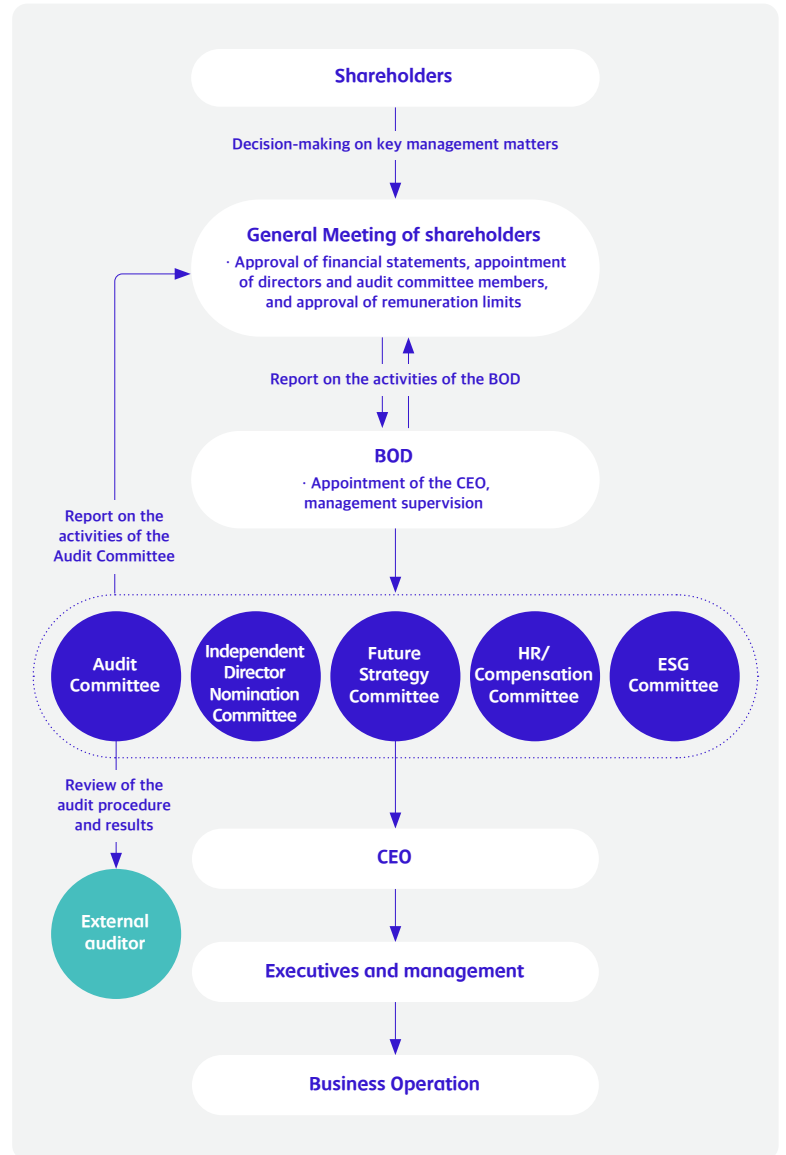 Shareholders
Decision-making on key management matters
General Meeting of shareholders
· Approval of financial statements, appointment
of directors and audit committee members,
and approval of remuneration limits
Report on the activities of the BOD
BOD
· Appointment of the CEO,
management supervision
Report on the
activities of the
Audit Committee
Audit
Committee
Independent
Director
Nomination
Committee
Future
Strategy
Committee
HR/
Compensation
Committee
ESG
Committee
Review of the
audit procedure
and results
External
auditor
CEO
Executives and management
Business Operation